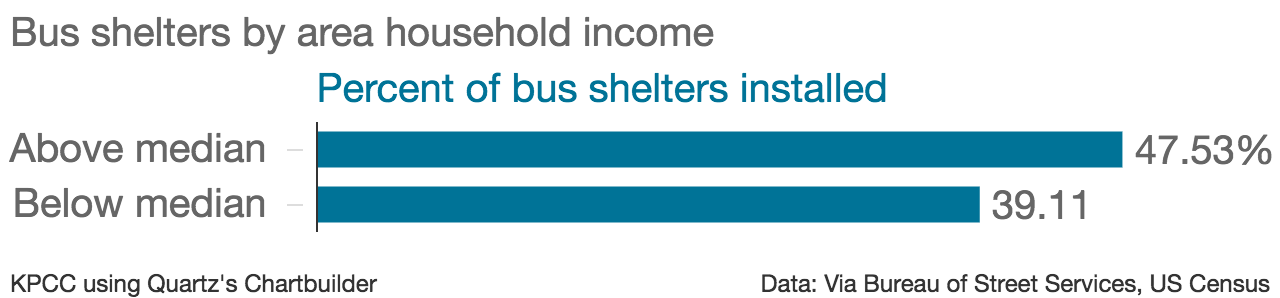 Bus shelters by area household income
Percent of bus shelters installed
Above median 47.53%
Below median 39.11
KPCC using Quartz's Chartbuilder Data: Via Bureau of Street Services, US Census